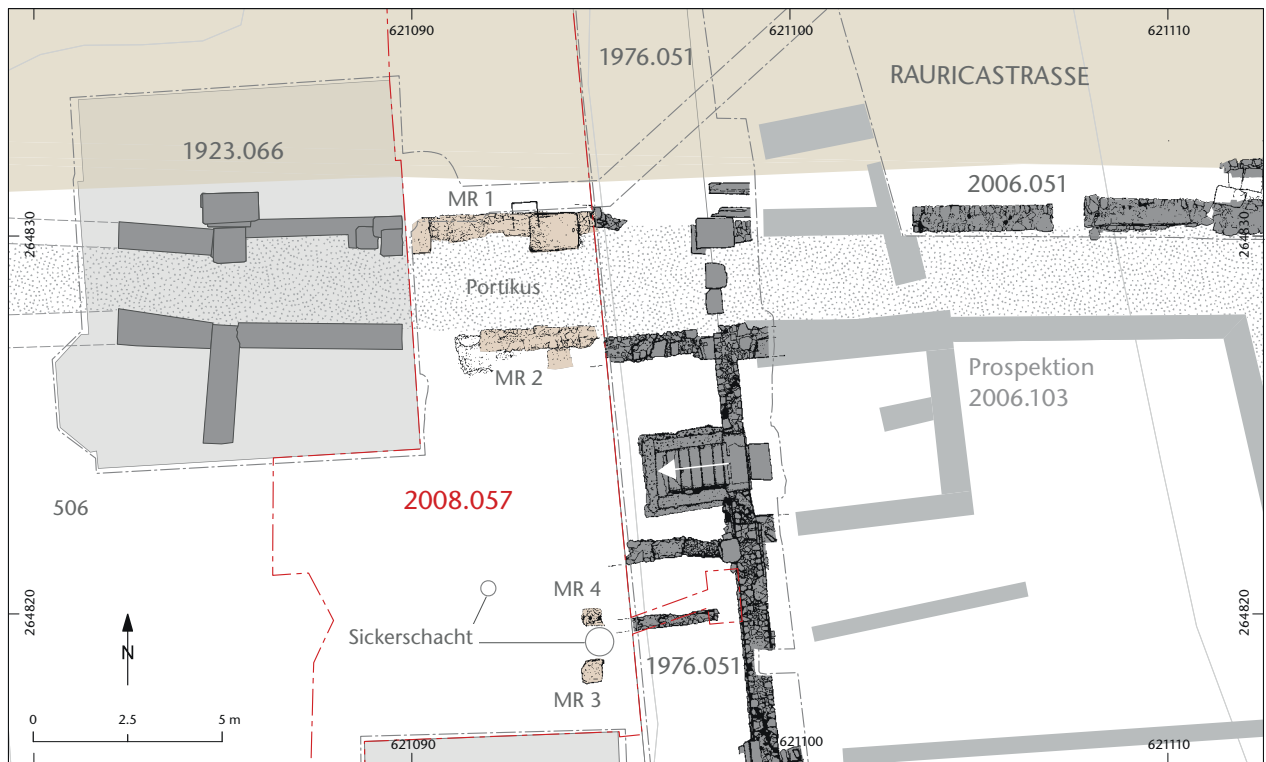 621090
621100
621110
1976.051
RAURICASTRASSE
1923.066
2006.051
MR 1
264830
264830
Portikus
MR 2
Prospektion
2006.103
506
2008.057
MR 4
264820
264820
Sickerschacht
N
1976.051
MR 3
0 2.5 5 m
621090
621100
621110